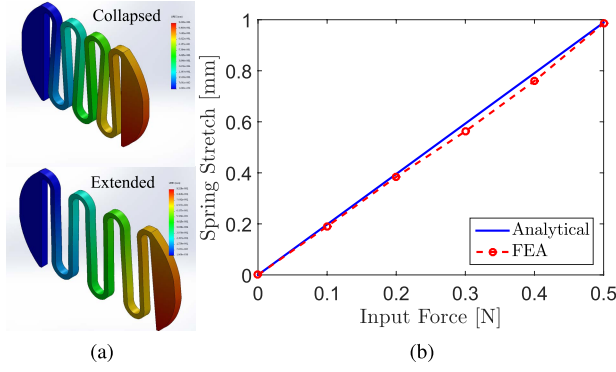 Collapsed
Extended
Spring Stretch [mm]
1
0.8
0.6
0.4
0.2
0
0
0.1
0.2
0.3
0.4
0.5
Input Force [N]
Analytical
FEA
(a)
(b)